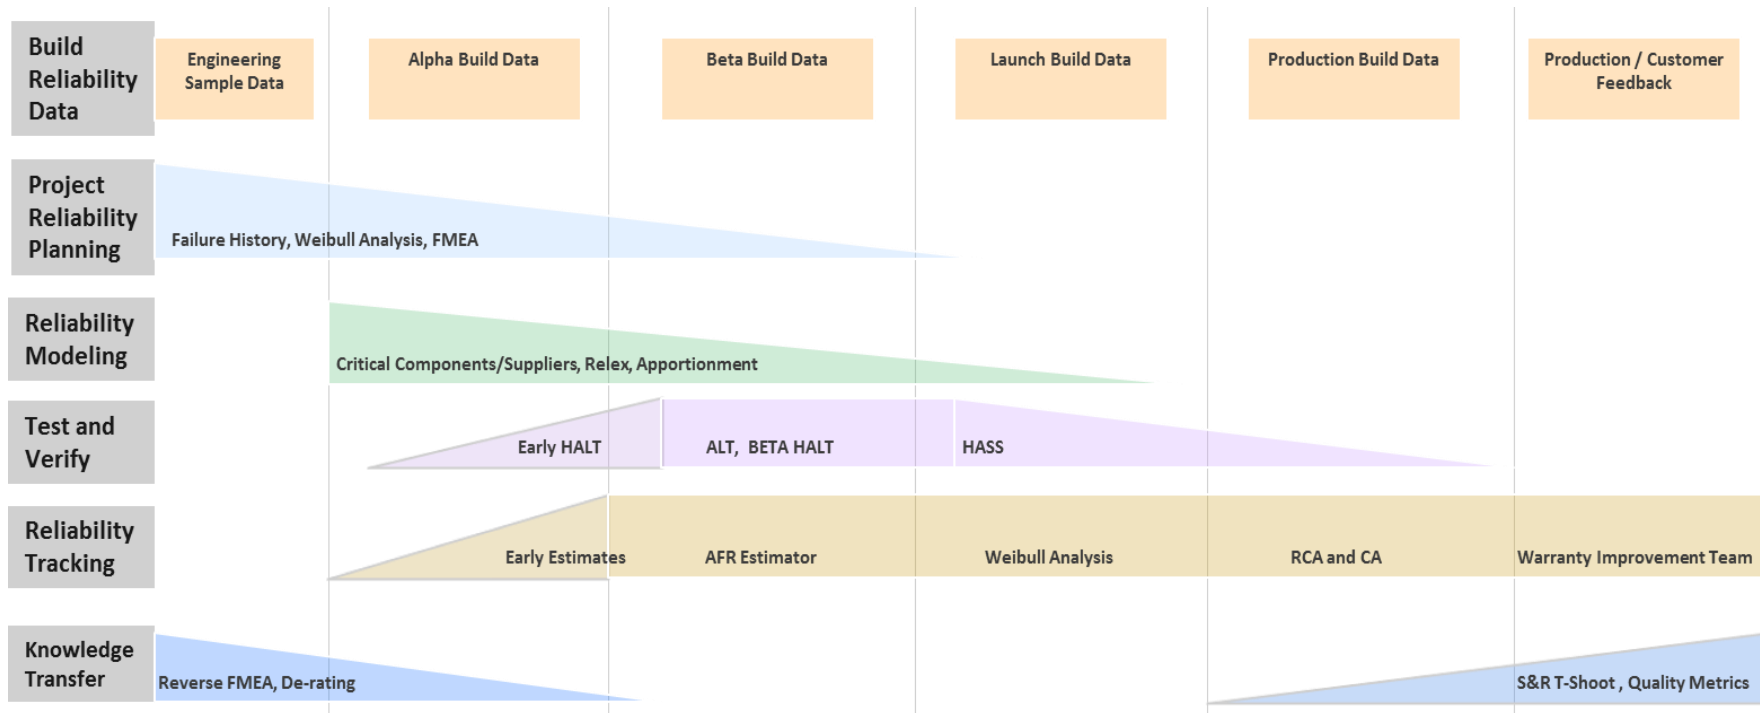 Build
Reliability
Data
Engineering
Sample Data
Alpha Build Data
Beta Build Data
Launch Build Data
Production Build Data
Production / Customer
Feedback
Project
Reliability
Planning
Failure History, Weibull Analysis, FMEA
Reliability
Modeling
Critical Components/Suppliers, Relex, Apportionment
Test and
Verify
Early HALT
ALT,  BETA HALT
HASS
Reliability
Tracking
Early Estimates
AFR Estimator
Weibull Analysis
RCA and CA
Warranty Improvement Team
Knowledge
Transfer
Reverse FMEA, De-rating
S&R T-Shoot , Quality Metrics